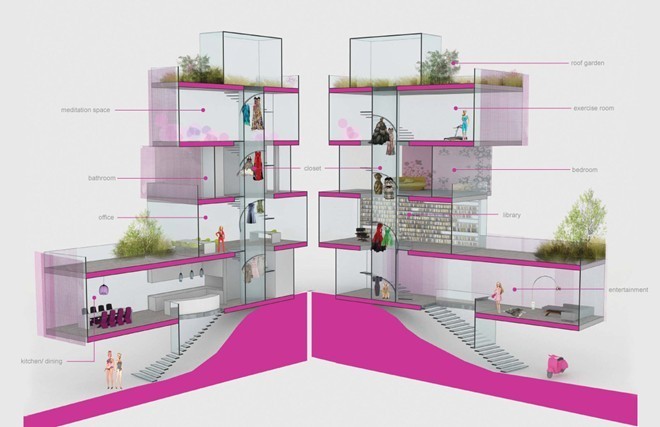 roof garden
meditation space
exercise room
closet
bathroom
bedroom
office
library
entertainment
kitchen/ dining